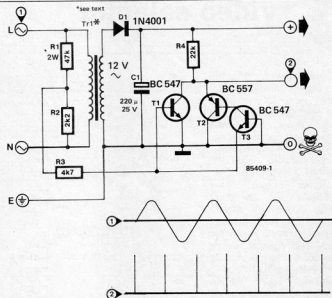 *see text
1
L
Tr1*
D1
1N4001
+
R1
*
2W
47k
R4
22k
2
12 V
C1
BC 547
BC 557
BC 547
R2
2k2
220 µ
25 V
T1
T2
T3
N
0
R3
4k7
85409-1
E
1
2